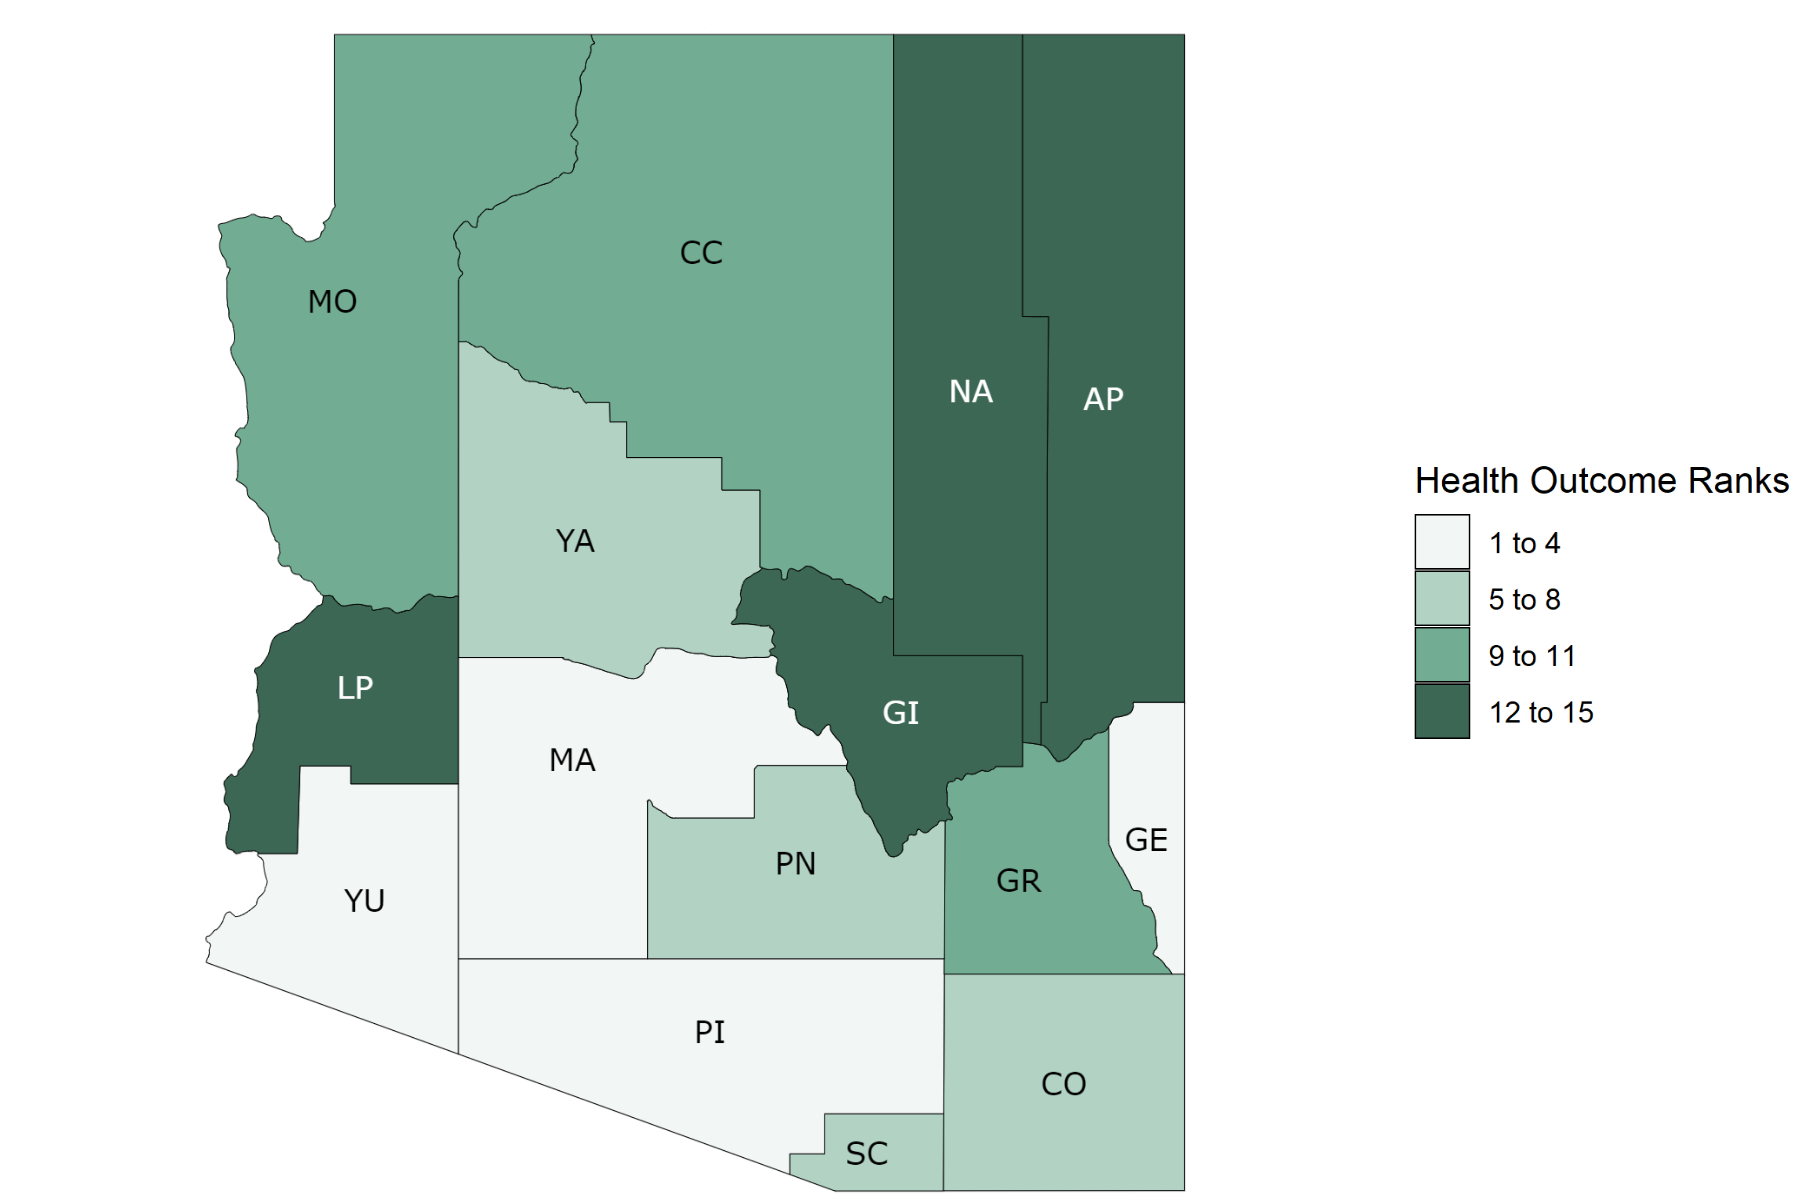 CC
MO
NA
AP
Health Outcome Ranks
1 to 4
YA
5 to 8
9 to 11
LP
GI
12 to 15
MA
GE
PN
GR
YU
PI
CO
SC